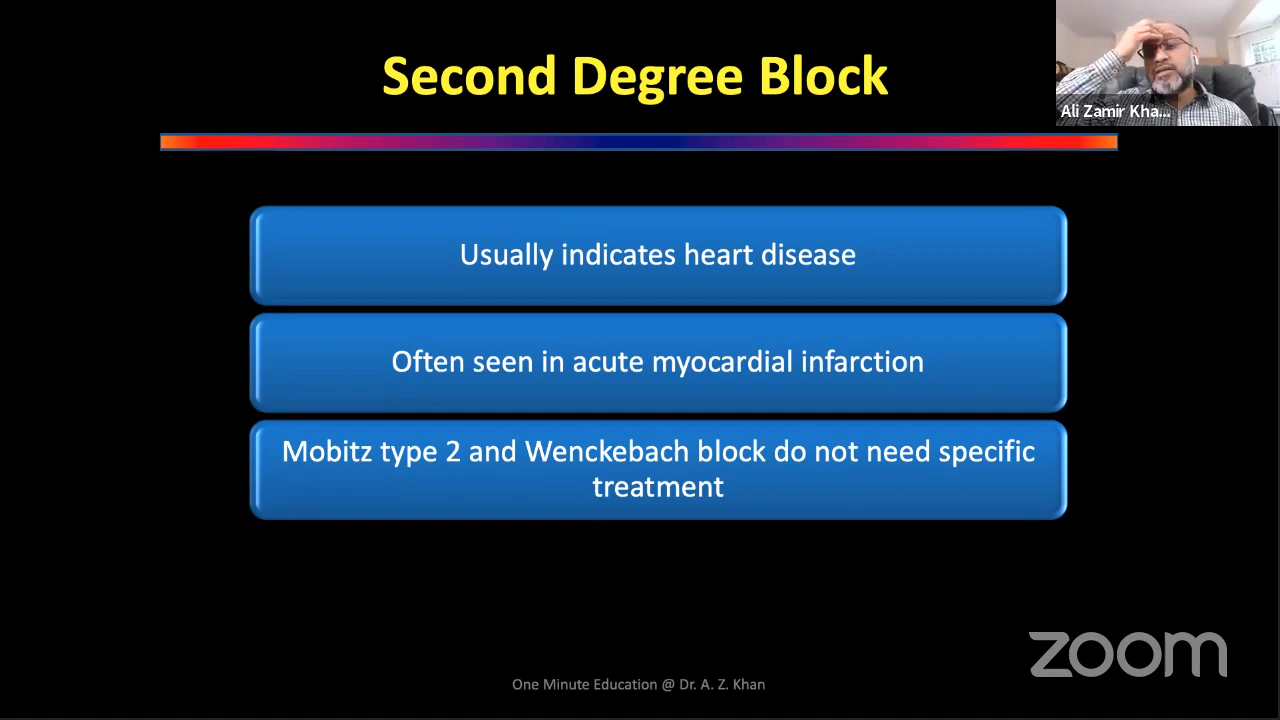 Second Degree Block
Ali Zamir Kha...
Usually indicates heart disease
Often seen in acute myocardial infarction
Mobitz type 2 and Wenckebach block do not need specific
treatment
zoom
One Minute Education @ Dr. A. Z. Khan